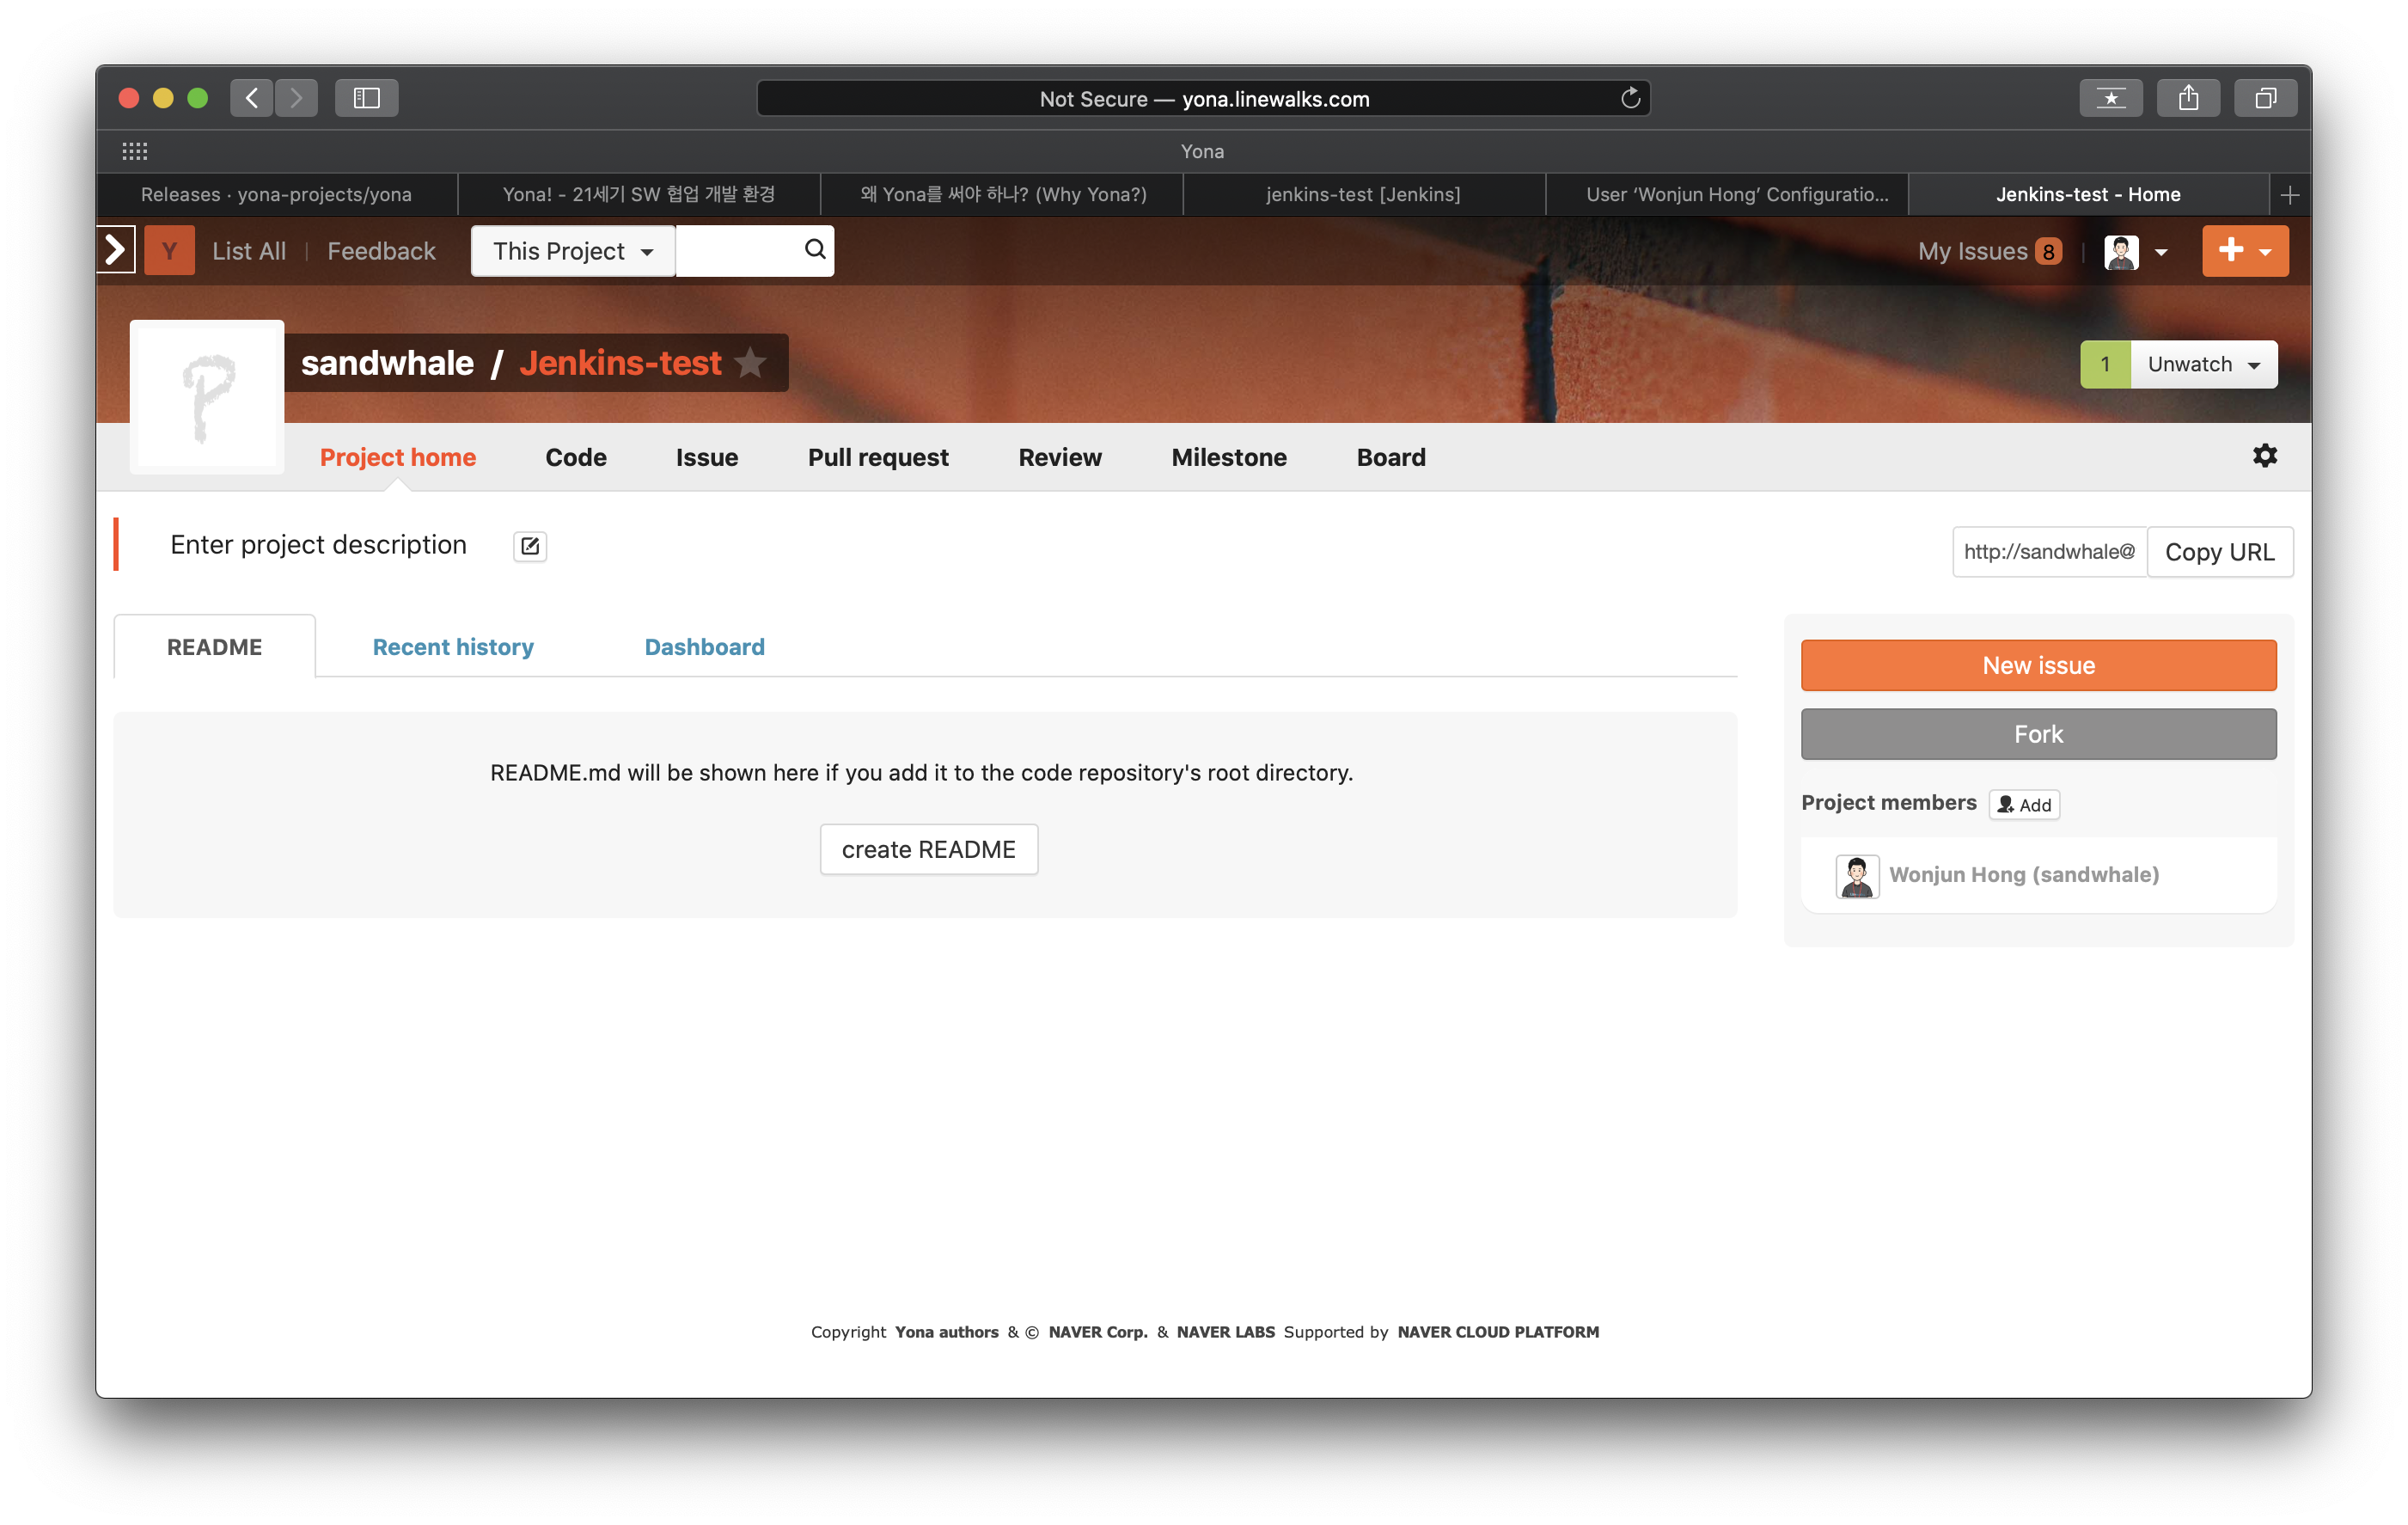 Not Secure — yona.linewalks.com
Yona
Releases · yona-projects/yona
Yona! - 21세기 SW 협업 개발 환경
왜 Yona를 써야 하나? (Why Yona?)
jenkins-test [Jenkins]
User ‘Wonjun Hong’ Configuratio...
Jenkins-test - Home
Y
List All | Feedback
This Project
My Issues 8
sandwhale / Jenkins-test
1 Unwatch
P
Project home
Code
Issue
Pull request
Review
Milestone
Board
Enter project description
http://sandwhale@
Copy URL
README
Recent history
Dashboard
New issue
Fork
README.md will be shown here if you add it to the code repository's root directory.
create README
Project members
Add
Wonjun Hong (sandwhale)
Copyright Yona authors & © NAVER Corp. & NAVER LABS Supported by NAVER CLOUD PLATFORM